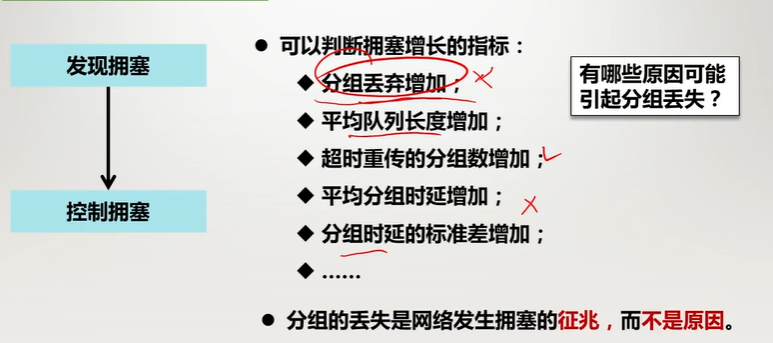 发现拥塞
控制拥塞
● 可以判断拥塞增长的指标：
◆ 分组丢弃增加；
◆ 平均队列长度增加；
◆ 超时重传的分组数增加；
◆ 平均分组时延增加；
◆ 分组时延的标准差增加；
◆ ……
有哪些原因可能
引起分组丢失？
● 分组的丢失是网络发生拥塞的征兆，而不是原因。